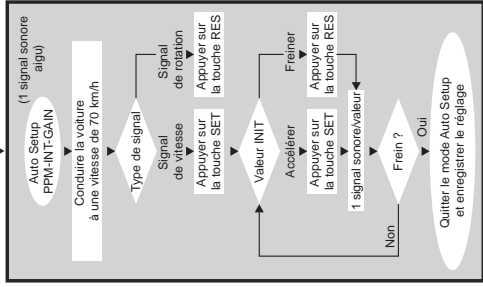 (1 signal sonore
aigu)
Auto Setup
PPM-INT-GAIN
Conduire la voiture
à une vitesse de 70 km/h
Type de signal
Signal
de vitesse
Signal
de rotation
Appuyer sur
la touche SET
Appuyer sur
la touche RES
Valeur INIT
Accélérer
Freiner
Appuyer sur
la touche SET
Appuyer sur
la touche RES
1 signal sonore/valeur
Frein ?
Non
Oui
Quitter le mode Auto Setup
et enregistrer le réglage